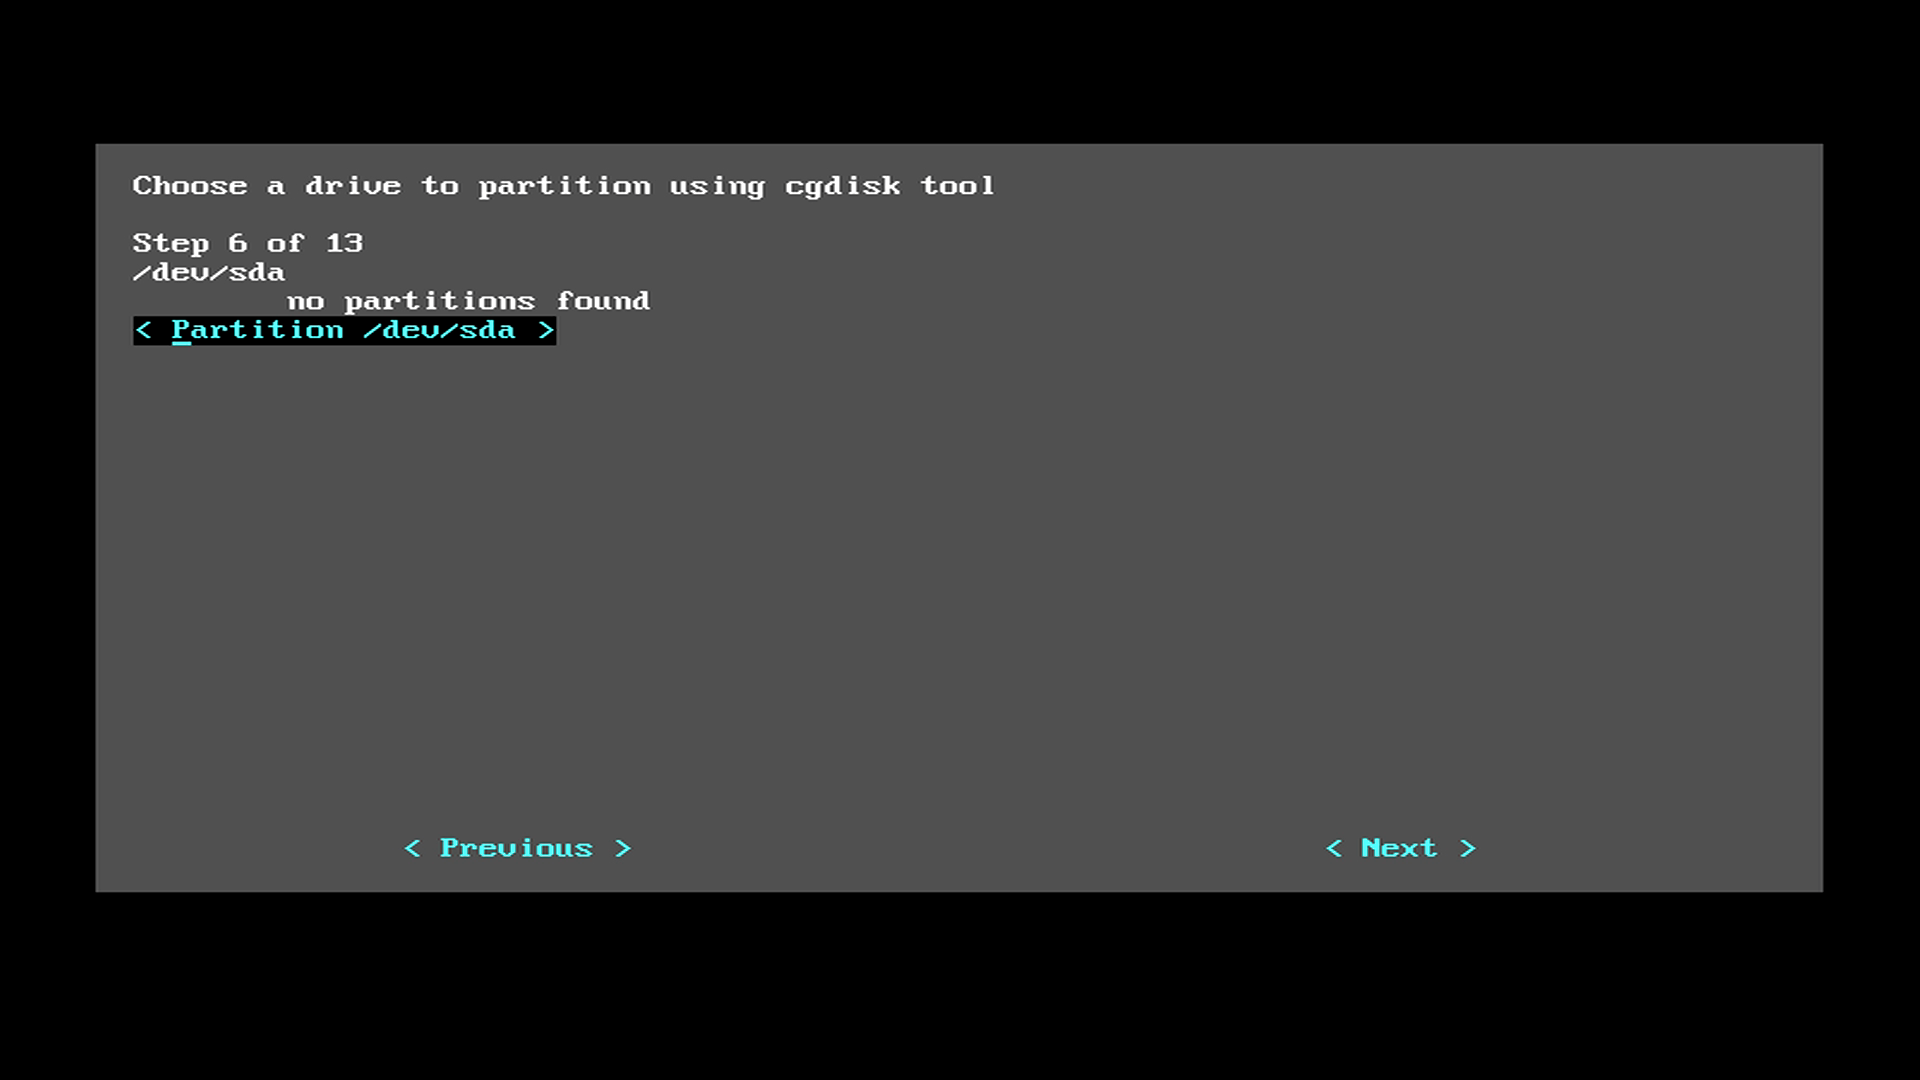 Choose a drive to partition using cgdisk tool
Step 6 of 13
/dev/sda
no partitions found
< Partition /dev/sda >
< Previous > < Next >